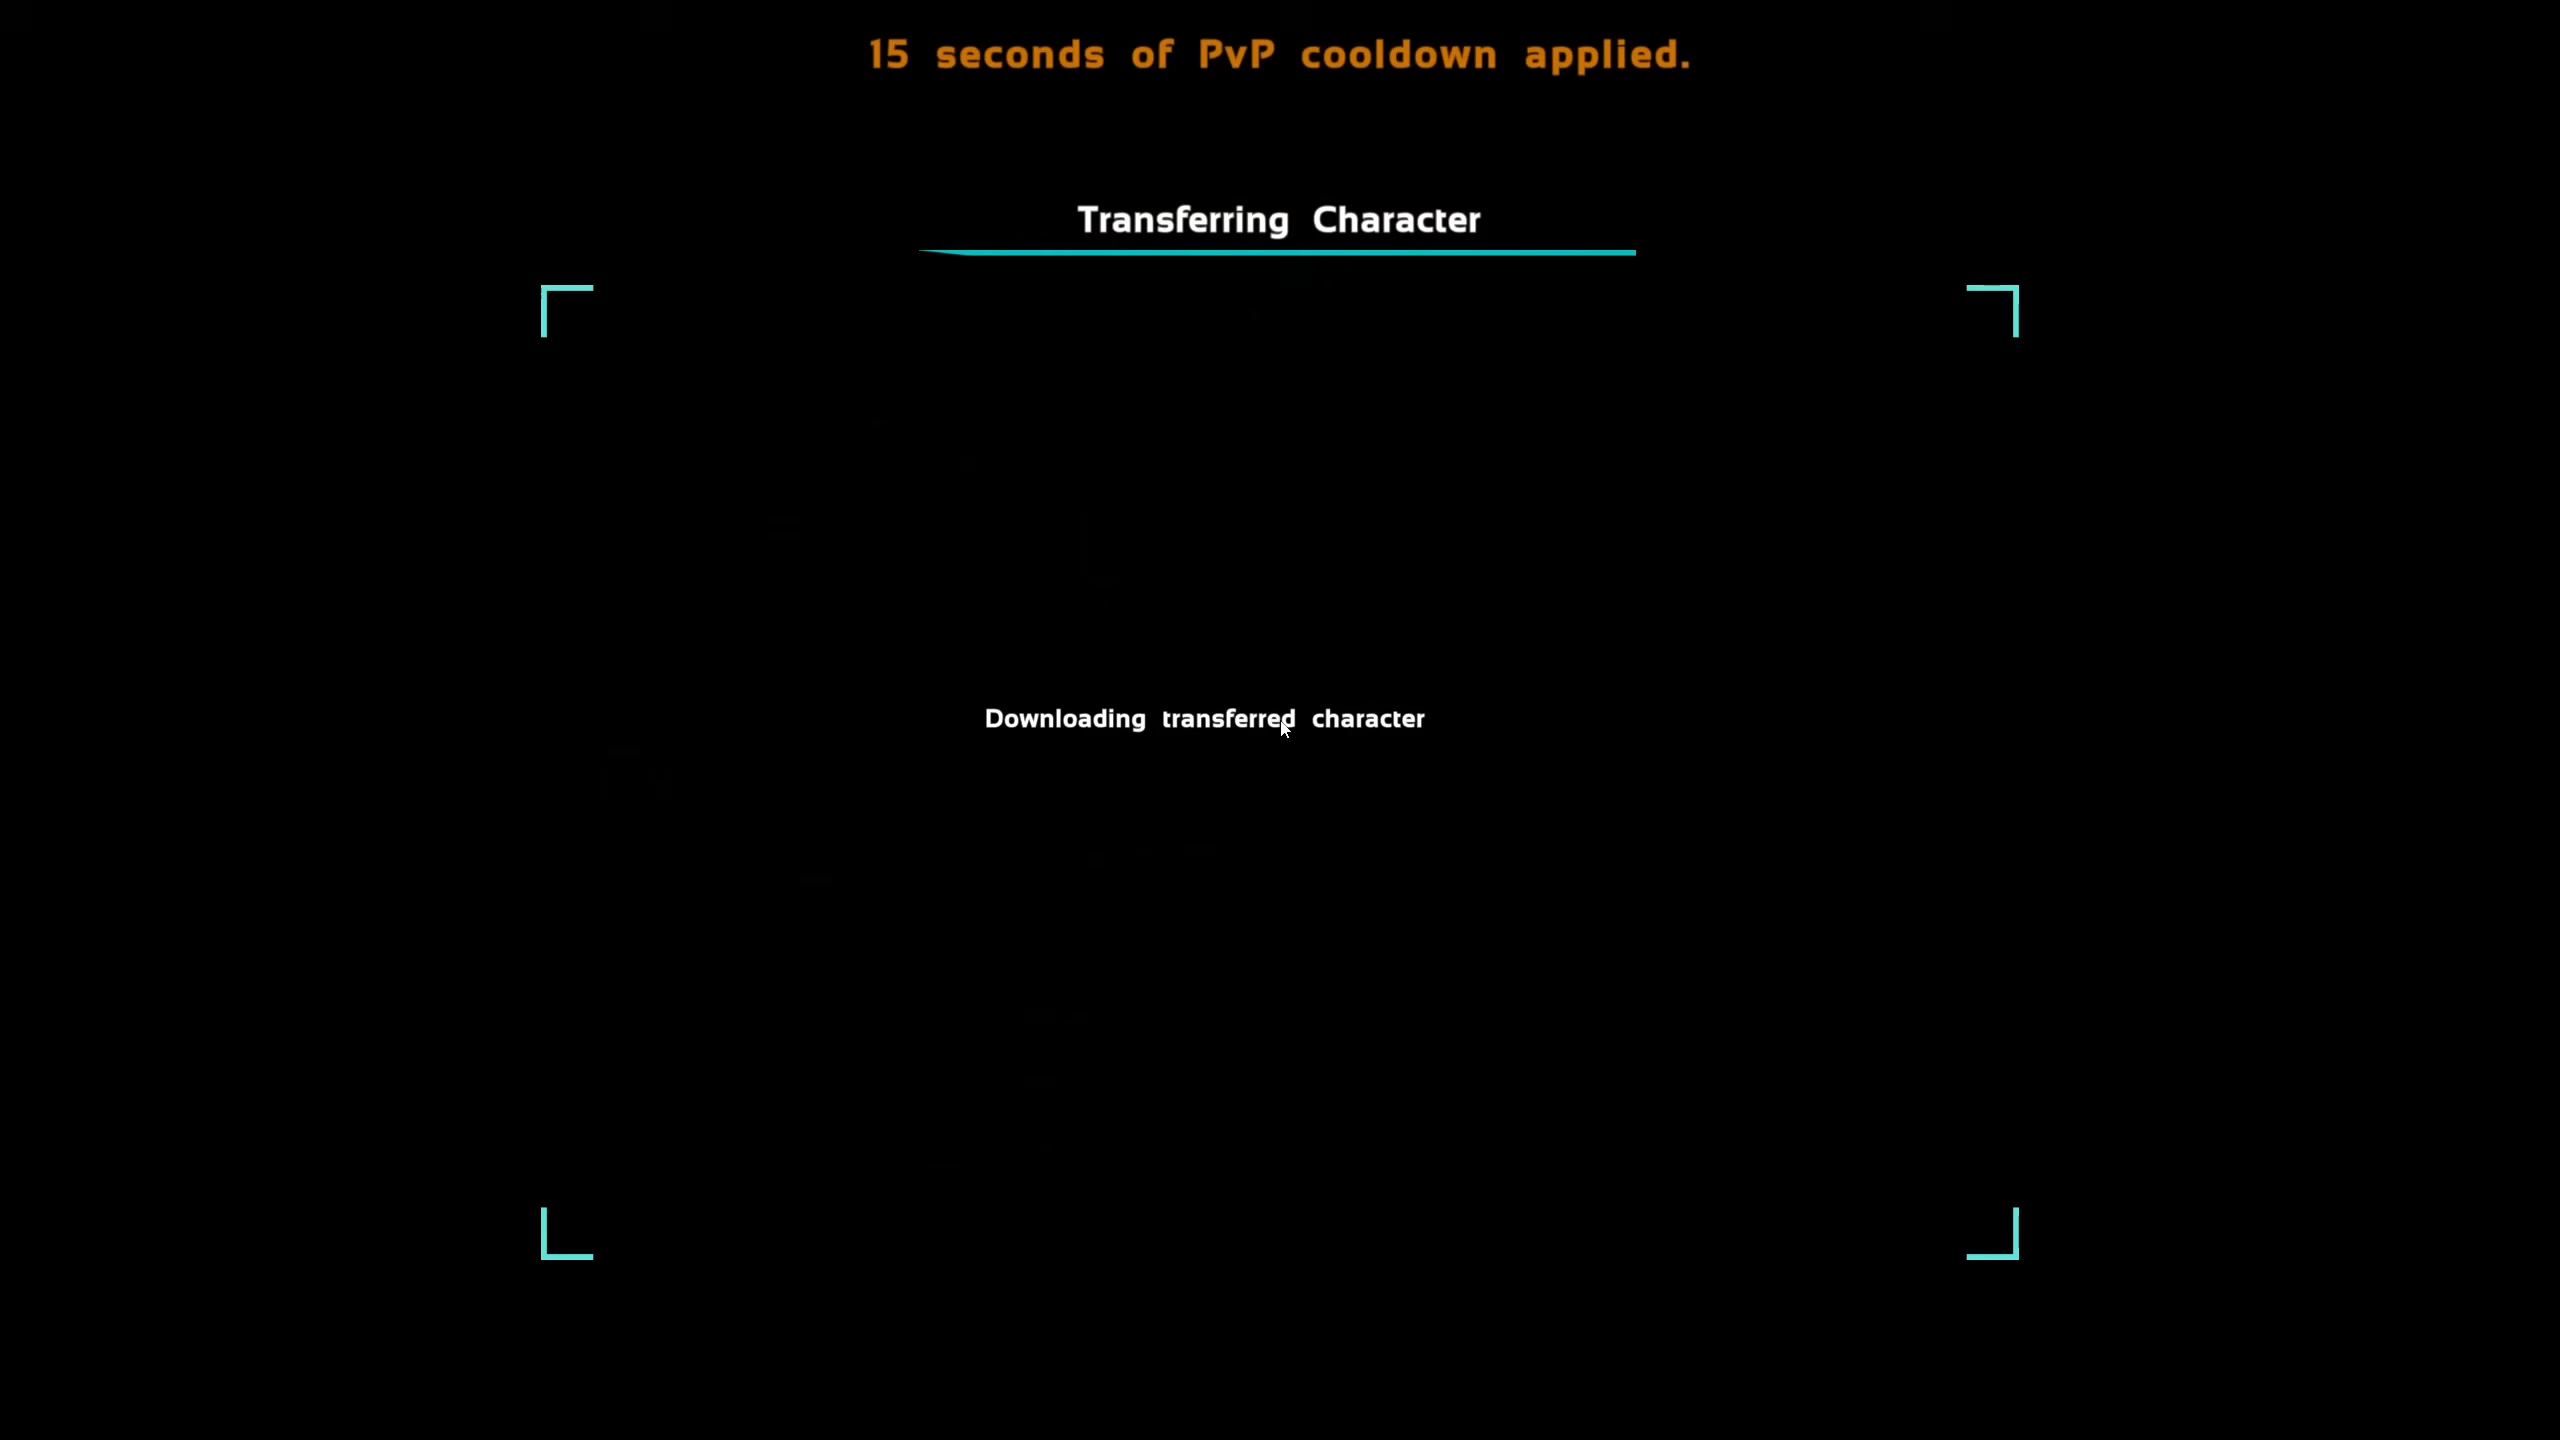 15 seconds of PvP cooldown applied.
Transferring Character
Downloading transferred character